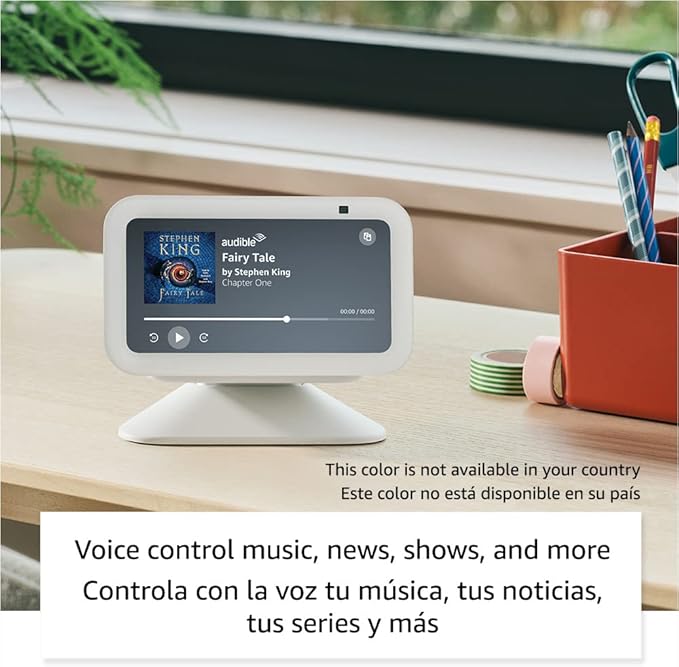 STEPHEN
KING
FAIRY TALE
audible
Fairy Tale
by Stephen King
Chapter One
00:00 / 00:00
This color is not available in your country
Este color no está disponible en su país
Voice control music, news, shows, and more
Controla con la voz tu música, tus noticias,
tus series y más